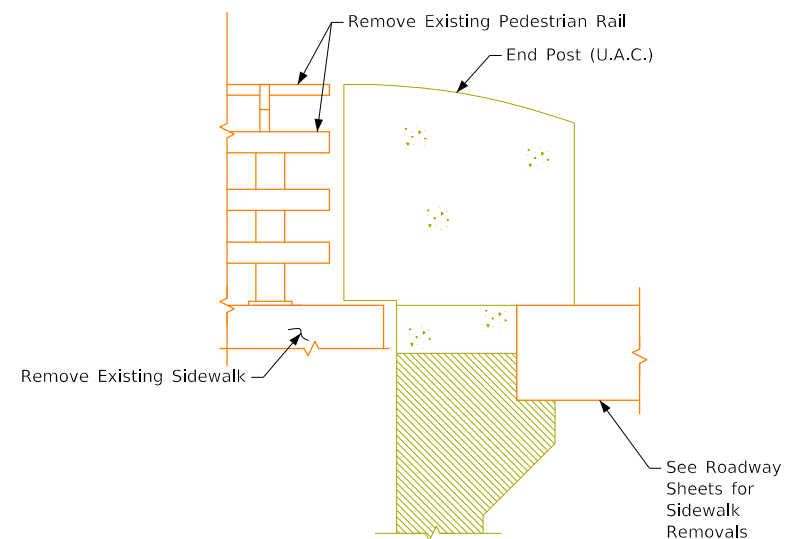 Remove Existing Pedestrian Rail
End Post (U.A.C.)
Remove Existing Sidewalk
See Roadway
Sheets for
Sidewalk
Removals